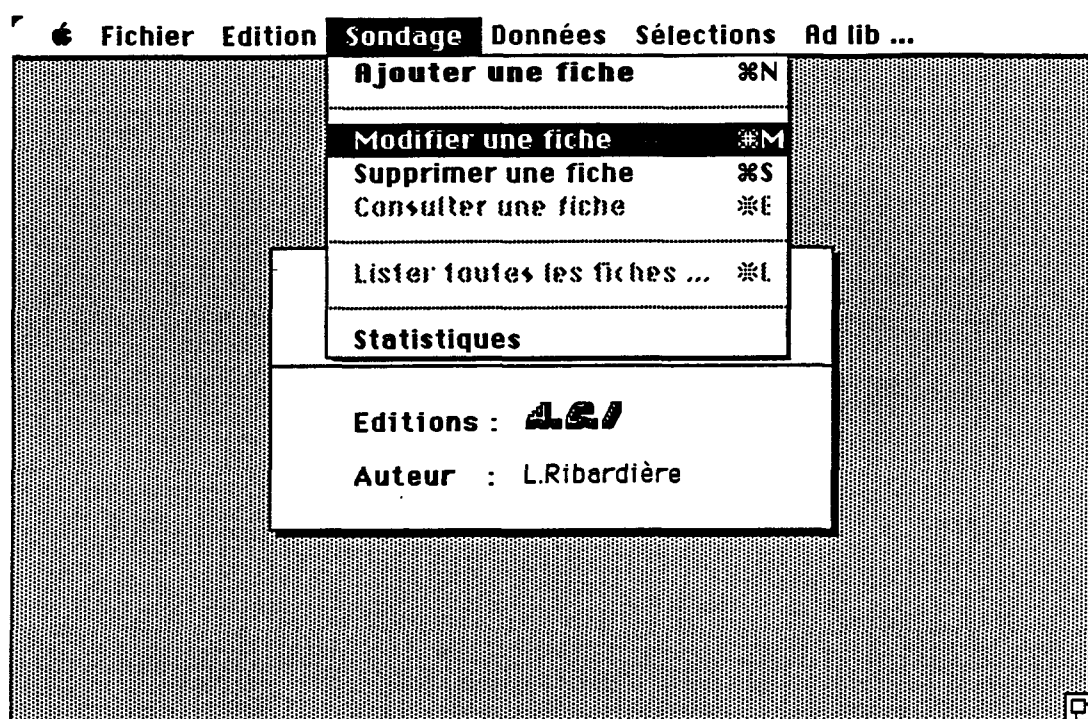 Fichier Edition Sondage Données Sélections Ad lib ...
Ajouter une fiche ⌘N
Modifier une fiche ⌘M
Supprimer une fiche ⌘S
Consulter une fiche ⌘E
Lister toutes les fiches ... ⌘L
Statistiques
Editions :
Auteur : L.Ribardière